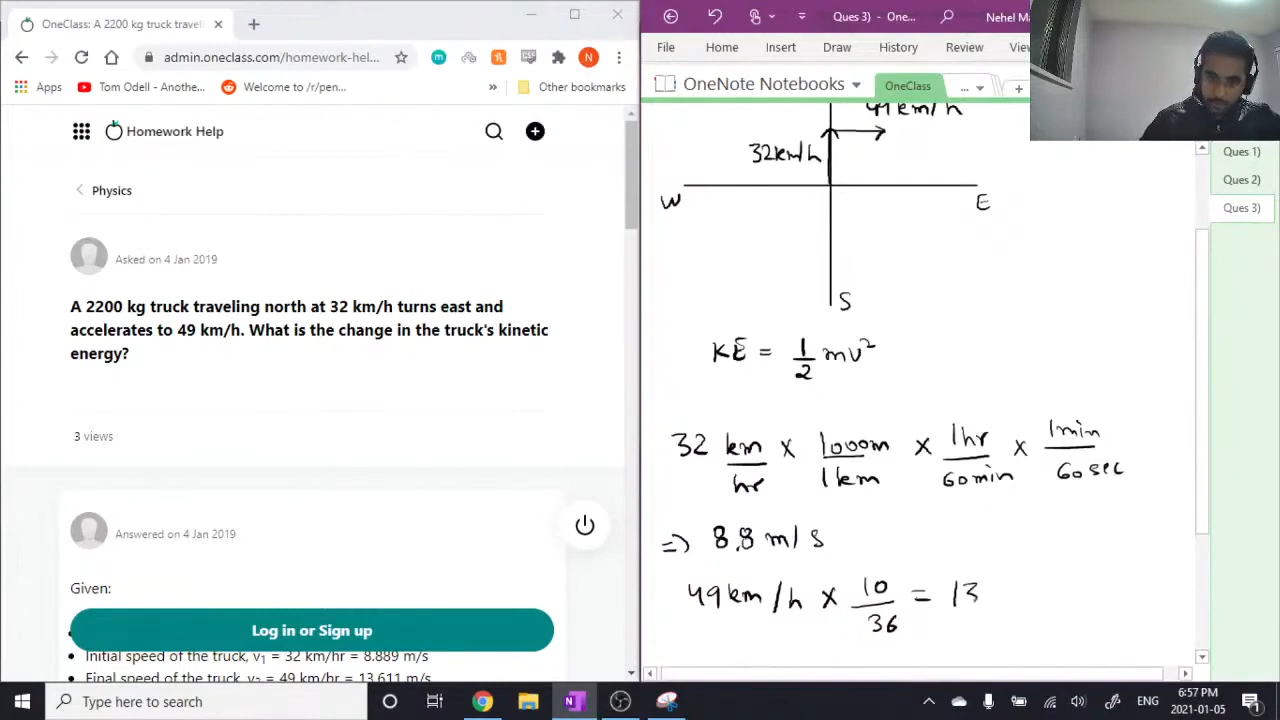 OneClass: A 2200 kg truck travel
admin.oneclass.com/homework-hel...
N
Apps
Tom Odell - Anothe...
Welcome to /r/pen...
»
Other bookmarks
Homework Help
Physics
Asked on 4 Jan 2019
A 2200 kg truck traveling north at 32 km/h turns east and
accelerates to 49 km/h. What is the change in the truck's kinetic
energy?
3 views
Answered on 4 Jan 2019
Given:
Log in or Sign up
Initial speed of the truck, v1 = 32 km/hr = 8.889 m/s
Final speed of the truck, v2 = 49 km/hr = 13.611 m/s
Ques 3) - One...
Nehel Ma
File
Home
Insert
Draw
History
Review
Vie
OneNote Notebooks
OneClass
...
Ques 1)
Ques 2)
Ques 3)
49 km/h
32km/h
W
E
S
KE = 1/2 mv²
32 km/hr × 1000m/1km × 1hr/60min × 1min/60sec
=> 8.8 m/s
49km/h × 10/36 = 13
Type here to search
ENG
6:57 PM
2021-01-05
1